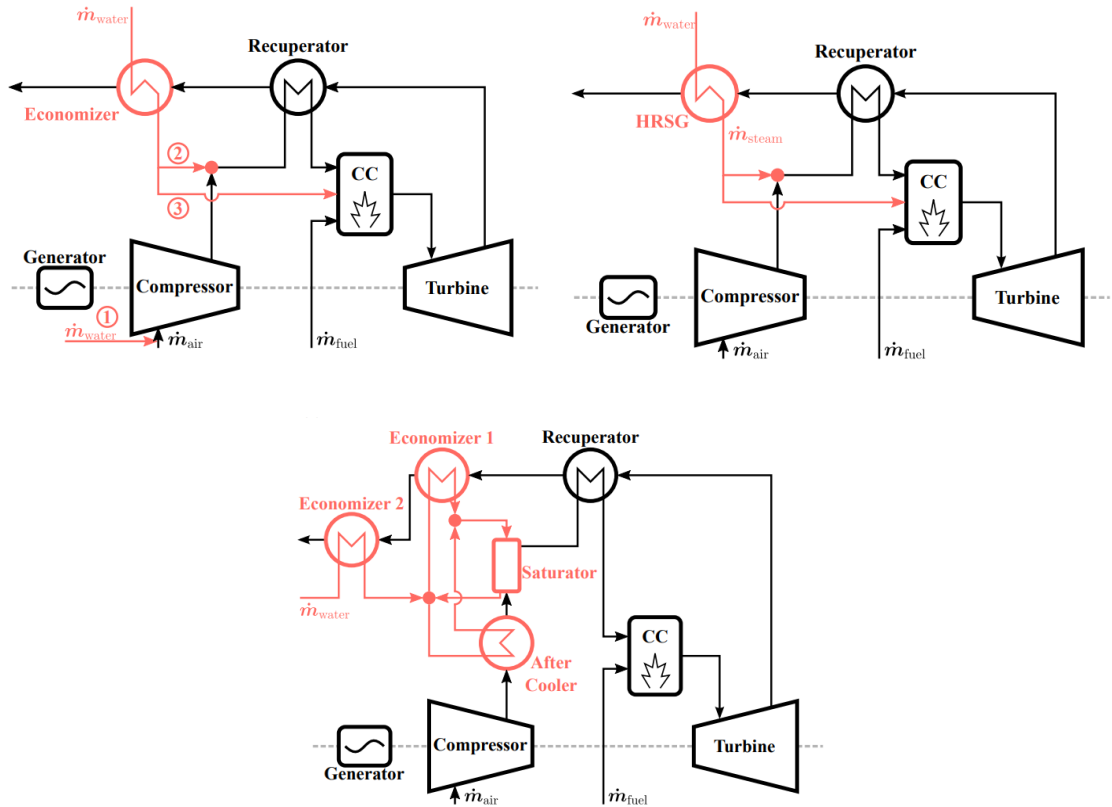 ṁwater
Recuperator
Economizer
②
③
CC
Generator
Compressor
Turbine
①
ṁwater
ṁair
ṁfuel
ṁwater
Recuperator
HRSG
ṁsteam
CC
Compressor
Turbine
Generator
ṁair
ṁfuel
Economizer 1
Recuperator
Economizer 2
Saturator
ṁwater
CC
After
Cooler
Compressor
Turbine
Generator
ṁair
ṁfuel